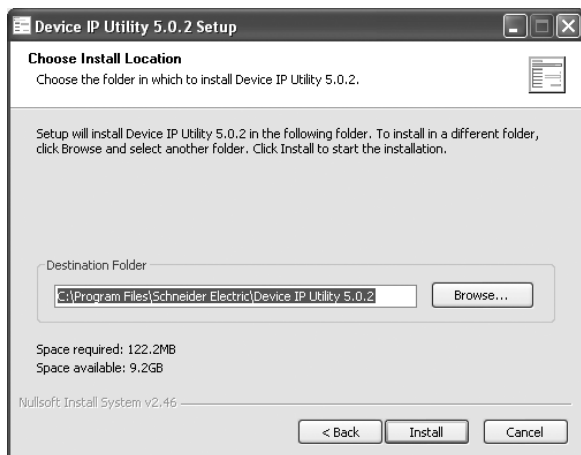 Device IP Utility 5.0.2 Setup
Choose Install Location
Choose the folder in which to install Device IP Utility 5.0.2.
Setup will install Device IP Utility 5.0.2 in the following folder. To install in a different folder,
click Browse and select another folder. Click Install to start the installation.
Destination Folder
C:\Program Files\Schneider Electric\Device IP Utility 5.0.2
Browse...
Space required: 122.2MB
Space available: 9.2GB
Nullsoft Install System v2.46
< Back
Install
Cancel